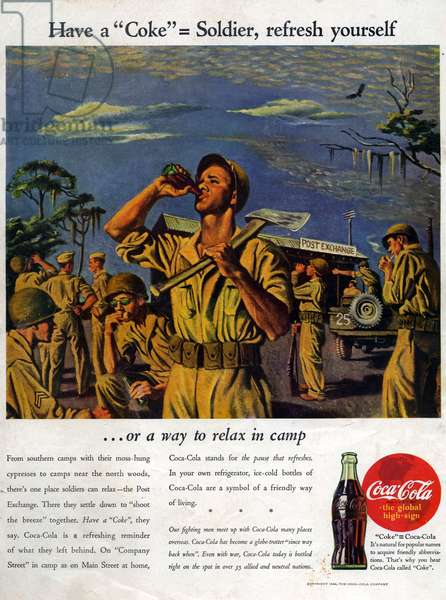 Have a "Coke" = Soldier, refresh yourself
bridgeman
ART CULTURE HISTORY
POST EXCHANGE
25
...or a way to relax in camp
From southern camps with their moss-hung
cypresses to camps near the north woods,
there's one place soldiers can relax—the Post
Exchange. There they settle down to "shoot
the breeze" together. Have a "Coke", they
say. Coca-Cola is a refreshing reminder
of what they left behind. On "Company
Street" in camp as on Main Street at home,
Coca-Cola stands for the pause that refreshes.
In your own refrigerator, ice-cold bottles of
Coca-Cola are a symbol of a friendly way
of living.
* * *
Our fighting men meet up with Coca-Cola many places
overseas. Coca-Cola has become a globe-trotter "since way
back when". Even with war, Coca-Cola today is bottled
right on the spot in over 35 allied and neutral nations.
Coca-Cola
Coca-Cola
-the global
high-sign
"Coke" = Coca-Cola
It's natural for popular names
to acquire friendly abbrevia-
tions. That's why you hear
Coca-Cola called "Coke".
THE COCA-COLA COMPANY